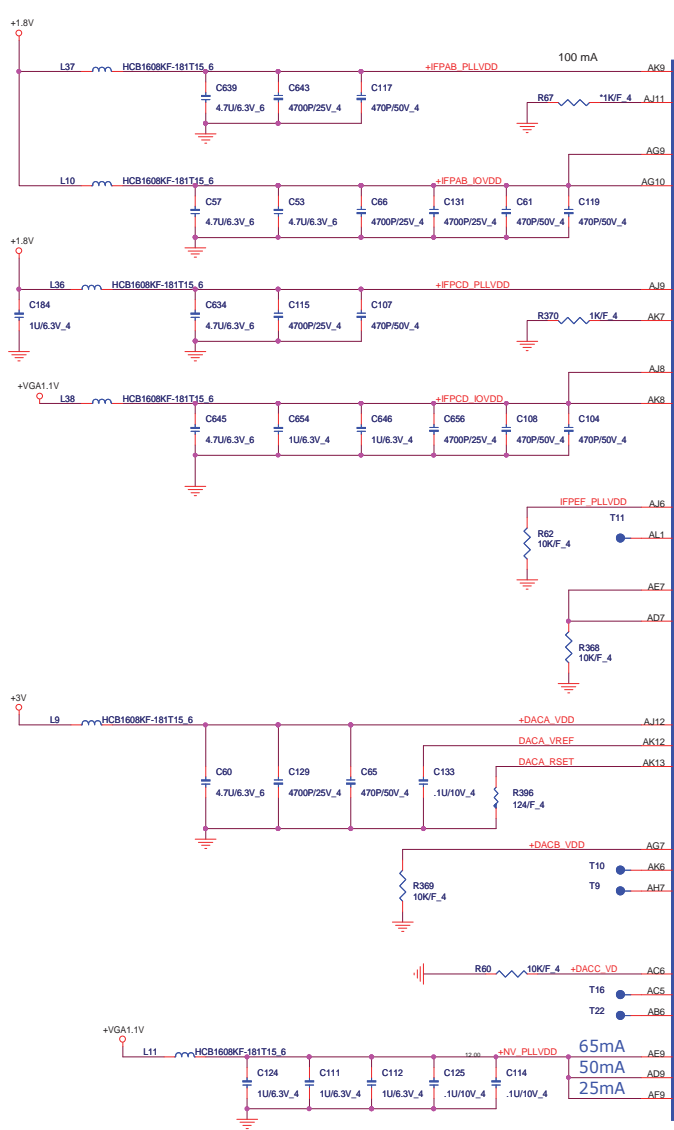 +1.8V
100 mA
L37 HCB1608KF-181T15_6 +IFPAB_PLLVDD AK9
C639 C643 C117
4.7U/6.3V_6 4700P/25V_4 470P/50V_4
R67 *1K/F_4 AJ11
AG9
L10 HCB1608KF-181T15_6 +IFPAB_IOVDD AG10
C57 C53 C66 C131 C61 C119
4.7U/6.3V_6 4.7U/6.3V_6 4700P/25V_4 4700P/25V_4 470P/50V_4 470P/50V_4
+1.8V
L36 HCB1608KF-181T15_6 +IFPCD_PLLVDD AJ9
C184 C634 C115 C107
1U/6.3V_4 4.7U/6.3V_6 4700P/25V_4 470P/50V_4
R370 1K/F_4 AK7
AJ8
+VGA1.1V
L38 HCB1608KF-181T15_6 +IFPCD_IOVDD AK8
C645 C654 C646 C656 C108 C104
4.7U/6.3V_6 1U/6.3V_4 1U/6.3V_4 4700P/25V_4 470P/50V_4 470P/50V_4
IFPEF_PLLVDD AJ6
T11
R62 AL1
10K/F_4
AE7
AD7
R368
10K/F_4
+3V
L9 HCB1608KF-181T15_6 +DACA_VDD AJ12
DACA_VREF AK12
DACA_RSET AK13
C60 C129 C65 C133
4.7U/6.3V_6 4700P/25V_4 470P/50V_4 .1U/10V_4
R396
124/F_4
+DACB_VDD AG7
T10 AK6
T9 AH7
R369
10K/F_4
R60 10K/F_4 +DACC_VD AC6
T16 AC5
T22 AB6
+VGA1.1V
L11 HCB1608KF-181T15_6 12.00 +NV_PLLVDD 65mA AE9
C124 C111 C112 C125 C114 50mA AD9
1U/6.3V_4 1U/6.3V_4 1U/6.3V_4 .1U/10V_4 .1U/10V_4 25mA AF9